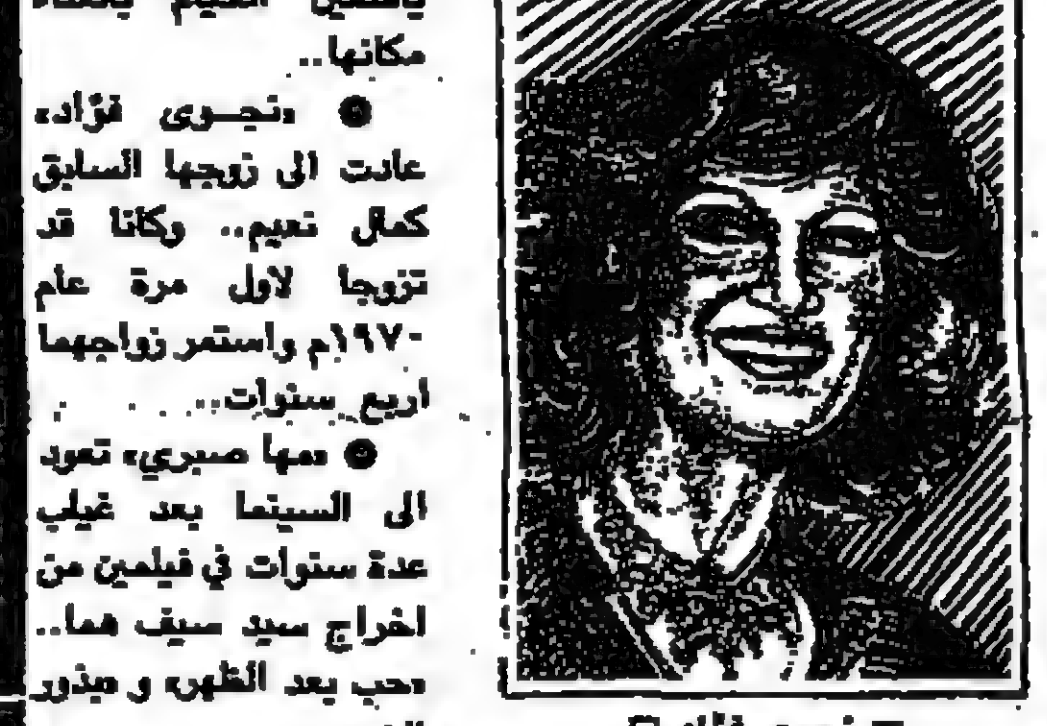 مكانها..
● «نجـوى فؤاد»
عادت الى زوجها السابق
كمال نعيم.. وكانا قد
تزوجا لاول مرة عام
١٩٧٠م واستمر زواجهما
اربع سنوات..
● «مها صبري» تعود
الى السينما بعد غياب
عدة سنوات في فيلمين من
اخراج سيد سيف هما..
«حب بعد الظهر» و «بذور